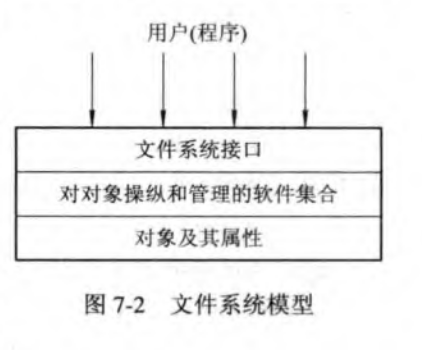 用户(程序)
文件系统接口
对对象操纵和管理的软件集合
对象及其属性
图 7-2 文件系统模型